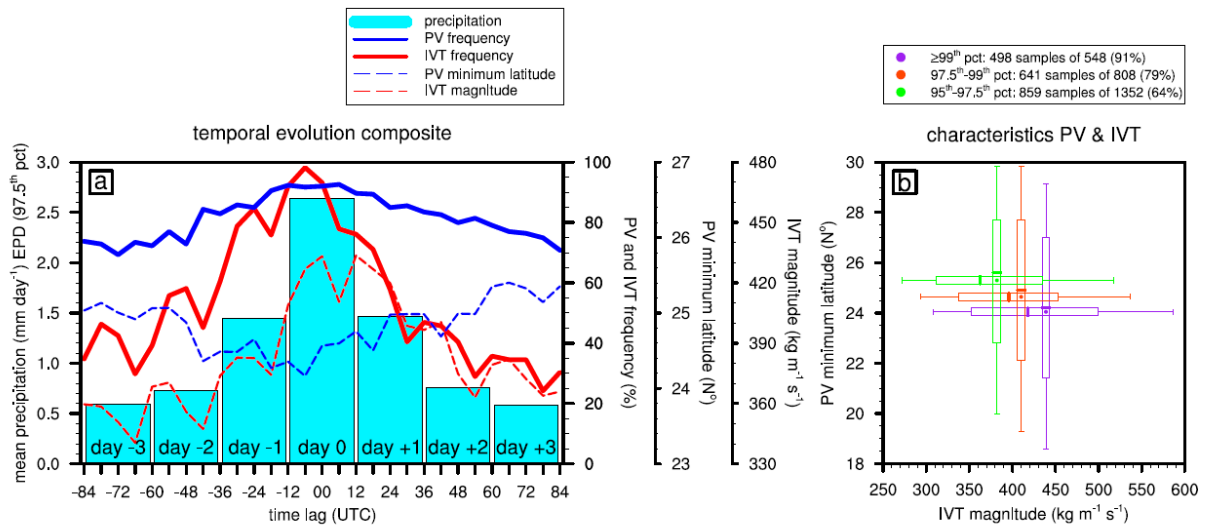 precipitation
PV frequency
IVT frequency
PV minimum latitude
IVT magnitude
≥99th pct: 498 samples of 548 (91%)
97.5th-99th pct: 641 samples of 808 (79%)
95th-97.5th pct: 859 samples of 1352 (64%)
temporal evolution composite
characteristics PV & IVT
a
b
mean precipitation (mm day-1) EPD (97.5th pct)
3.0
2.5
2.0
1.5
1.0
0.5
0.0
day -3 day -2 day -1 day 0 day +1 day +2 day +3
-84 -72 -60 -48 -36 -24 -12 00 12 24 36 48 60 72 84
time lag (UTC)
100
80
60
40
20
0
PV and IVT frequency (%)
27
26
25
24
23
PV minimum latitude (N°)
480
450
420
390
360
330
IVT magnitude (kg m-1 s-1)
30
28
26
24
22
20
18
PV minimum latitude (N°)
250 300 350 400 450 500 550 600
IVT magnitude (kg m-1 s-1)